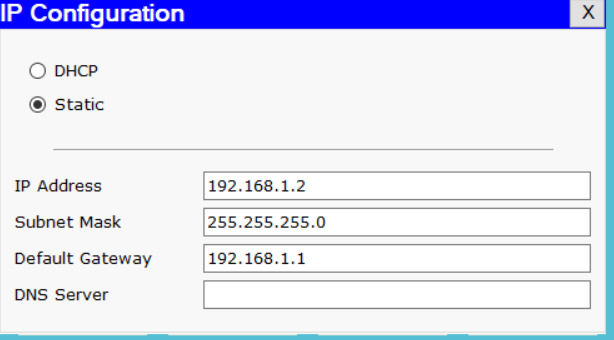 IP Configuration X
DHCP
Static
IP Address 192.168.1.2
Subnet Mask 255.255.255.0
Default Gateway 192.168.1.1
DNS Server